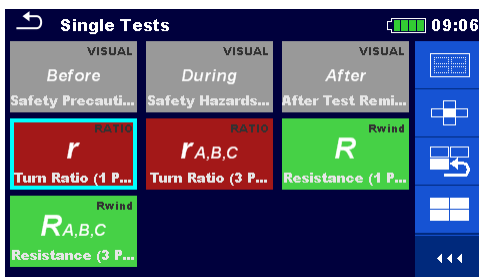 Single Tests 09:06
VISUAL VISUAL VISUAL
Before During After
Safety Precauti... Safety Hazards... After Test Remi...
RATIO RATIO Rwind
r rA,B,C R
Turn Ratio (1 P... Turn Ratio (3 P... Resistance (1 P...
Rwind
RA,B,C
Resistance (3 P...